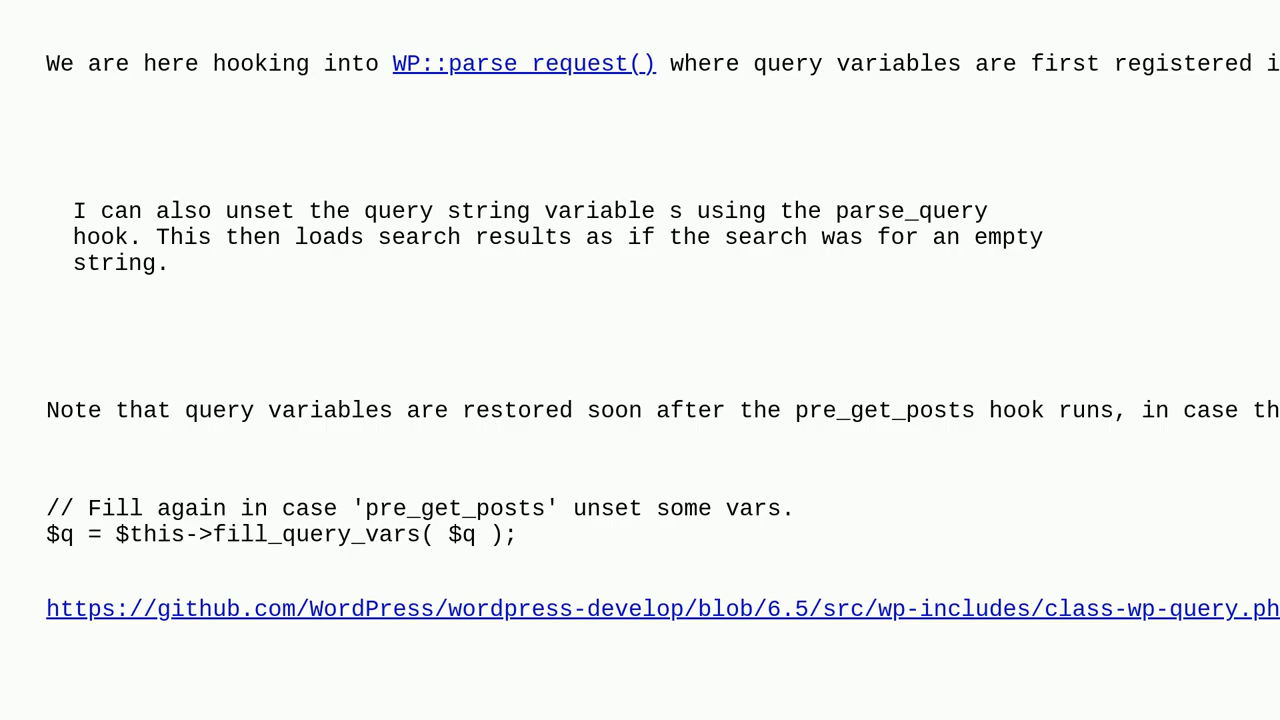 We are here hooking into WP::parse_request() where query variables are first registered
I can also unset the query string variable s using the parse_query
hook. This then loads search results as if the search was for an empty
string.
Note that query variables are restored soon after the pre_get_posts hook runs, in case
// Fill again in case 'pre_get_posts' unset some vars.
$q = $this->fill_query_vars( $q );
https://github.com/WordPress/wordpress-develop/blob/6.5/src/wp-includes/class-wp-query.ph